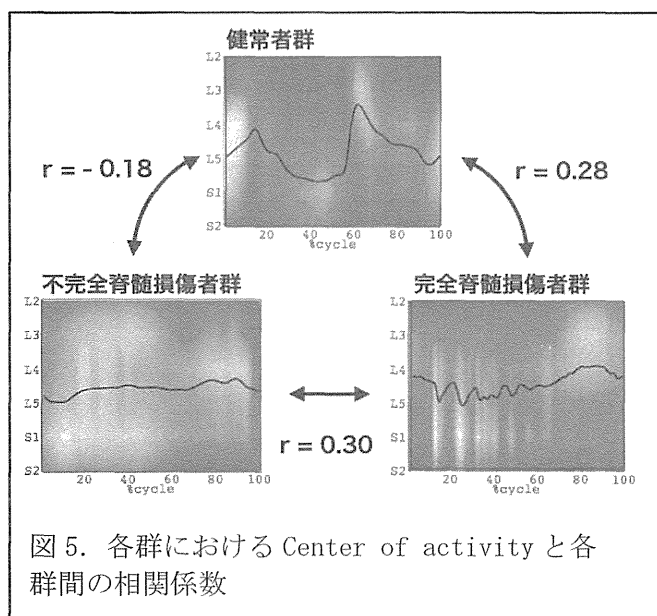 健常者群
L2
L3
L4
L5
S1
S2
20 40 60 80 100
%cycle
r = - 0.18
r = 0.28
不完全脊髄損傷者群
L2
L3
L4
L5
S1
S2
20 40 60 80 100
%cycle
完全脊髄損傷者群
L2
L3
L4
L5
S1
S2
20 40 60 80 100
%cycle
r = 0.30
図 5. 各群における Center of activity と各
群間の相関係数